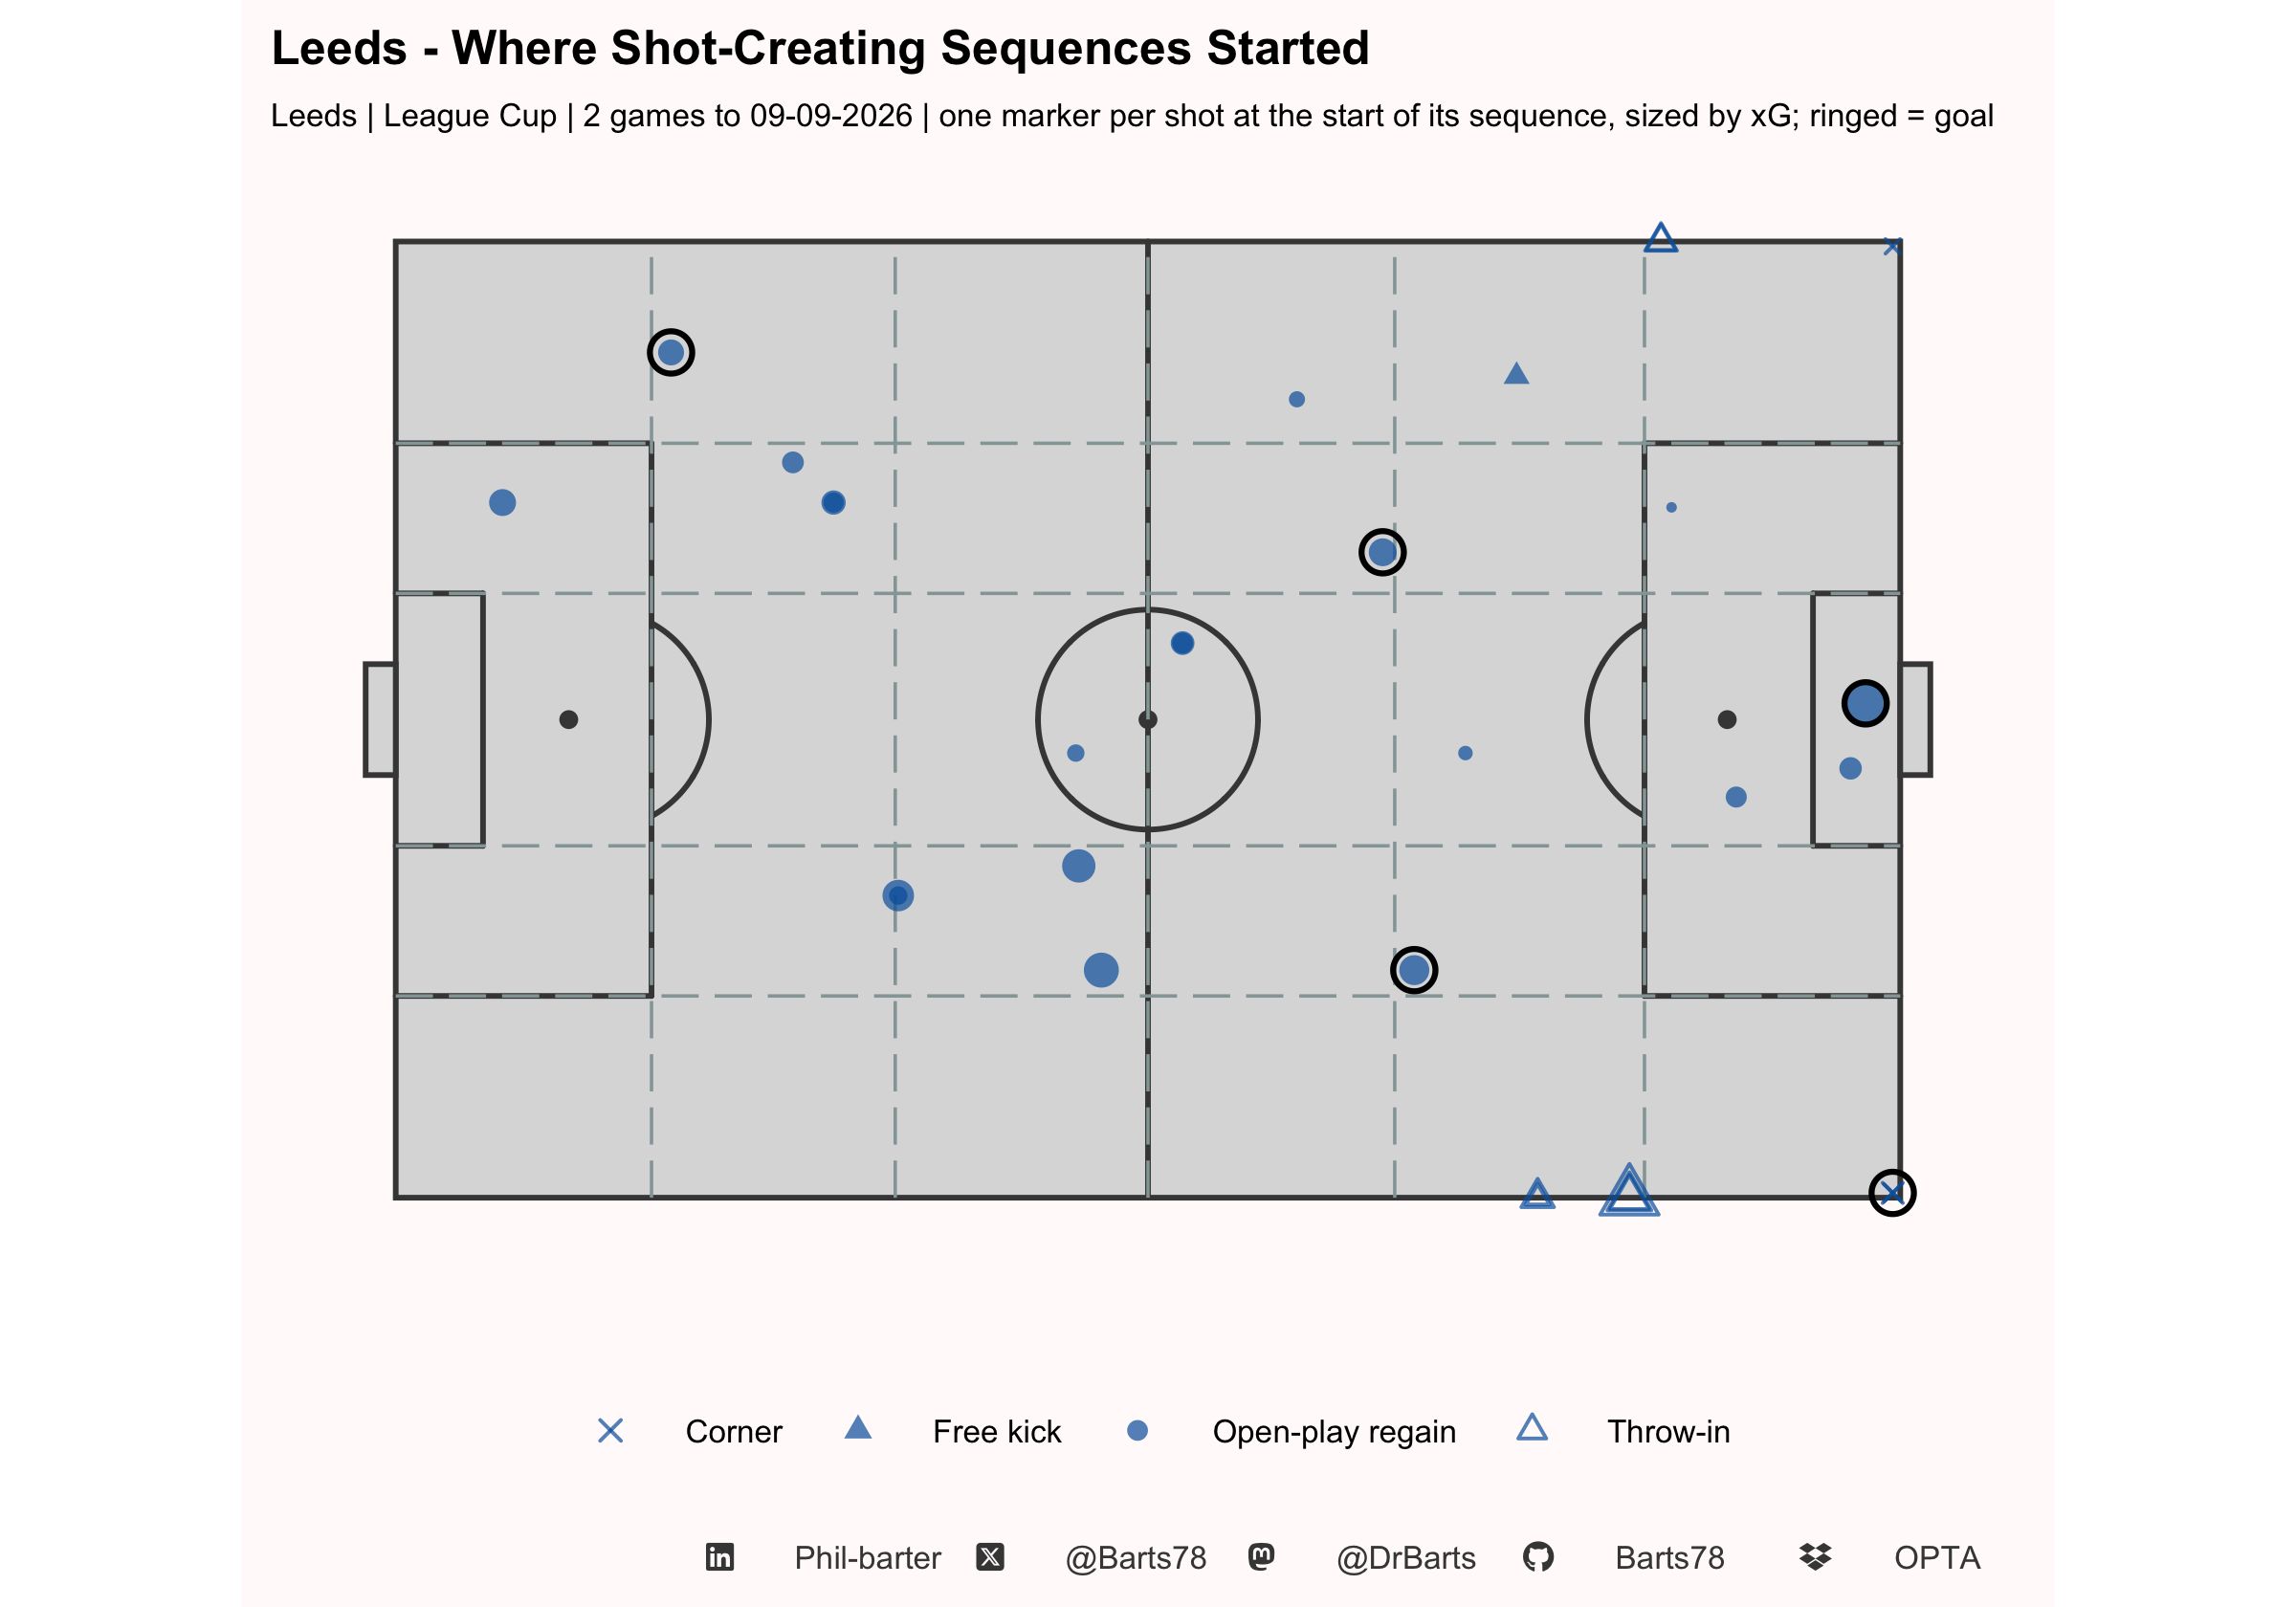 Leeds - Where Shot-Creating Sequences Started
Leeds | League Cup | 2 games to 09-09-2026 | one marker per shot at the start of its sequence, sized by xG; ringed = goal
Corner Free kick Open-play regain Throw-in
Phil-barter @Barts78 @DrBarts Barts78 OPTA